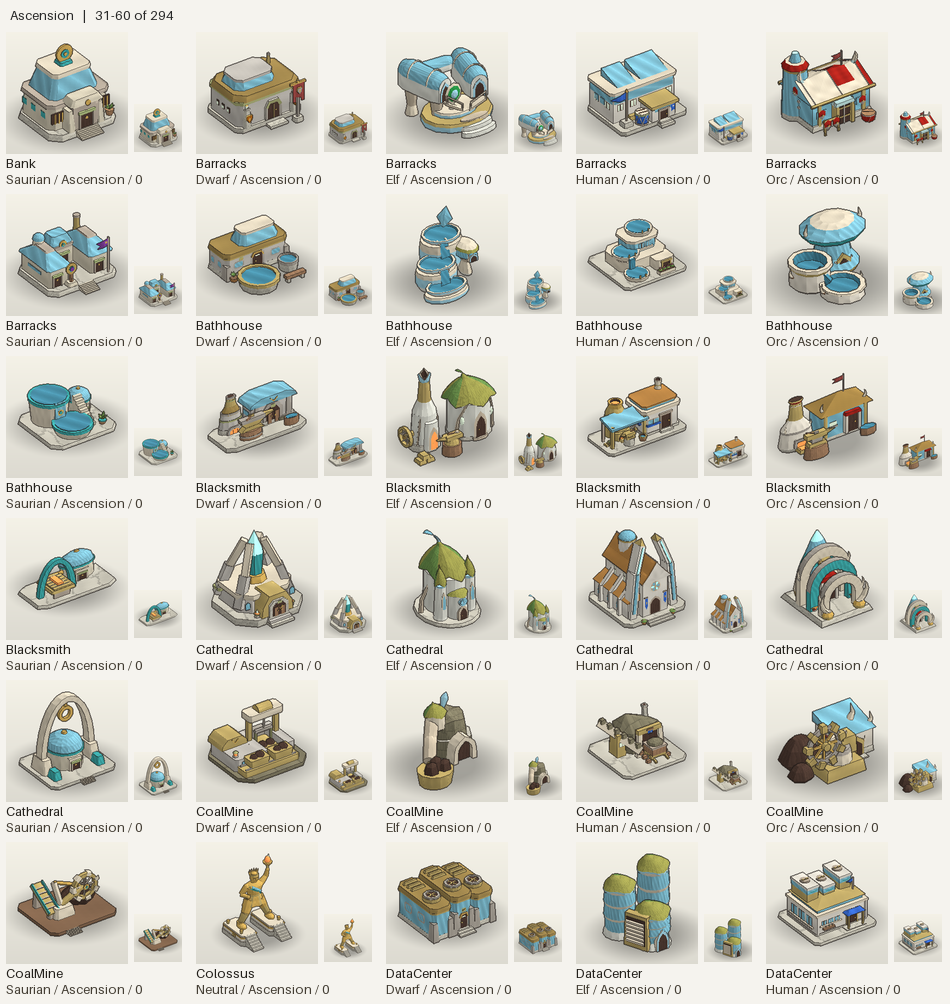 Ascension | 31-60 of 294
Bank
Saurian / Ascension / 0
Barracks
Dwarf / Ascension / 0
Barracks
Elf / Ascension / 0
Barracks
Human / Ascension / 0
Barracks
Orc / Ascension / 0
Barracks
Saurian / Ascension / 0
Bathhouse
Dwarf / Ascension / 0
Bathhouse
Elf / Ascension / 0
Bathhouse
Human / Ascension / 0
Bathhouse
Orc / Ascension / 0
Bathhouse
Saurian / Ascension / 0
Blacksmith
Dwarf / Ascension / 0
Blacksmith
Elf / Ascension / 0
Blacksmith
Human / Ascension / 0
Blacksmith
Orc / Ascension / 0
Blacksmith
Saurian / Ascension / 0
Cathedral
Dwarf / Ascension / 0
Cathedral
Elf / Ascension / 0
Cathedral
Human / Ascension / 0
Cathedral
Orc / Ascension / 0
Cathedral
Saurian / Ascension / 0
CoalMine
Dwarf / Ascension / 0
CoalMine
Elf / Ascension / 0
CoalMine
Human / Ascension / 0
CoalMine
Orc / Ascension / 0
CoalMine
Saurian / Ascension / 0
Colossus
Neutral / Ascension / 0
DataCenter
Dwarf / Ascension / 0
DataCenter
Elf / Ascension / 0
DataCenter
Human / Ascension / 0